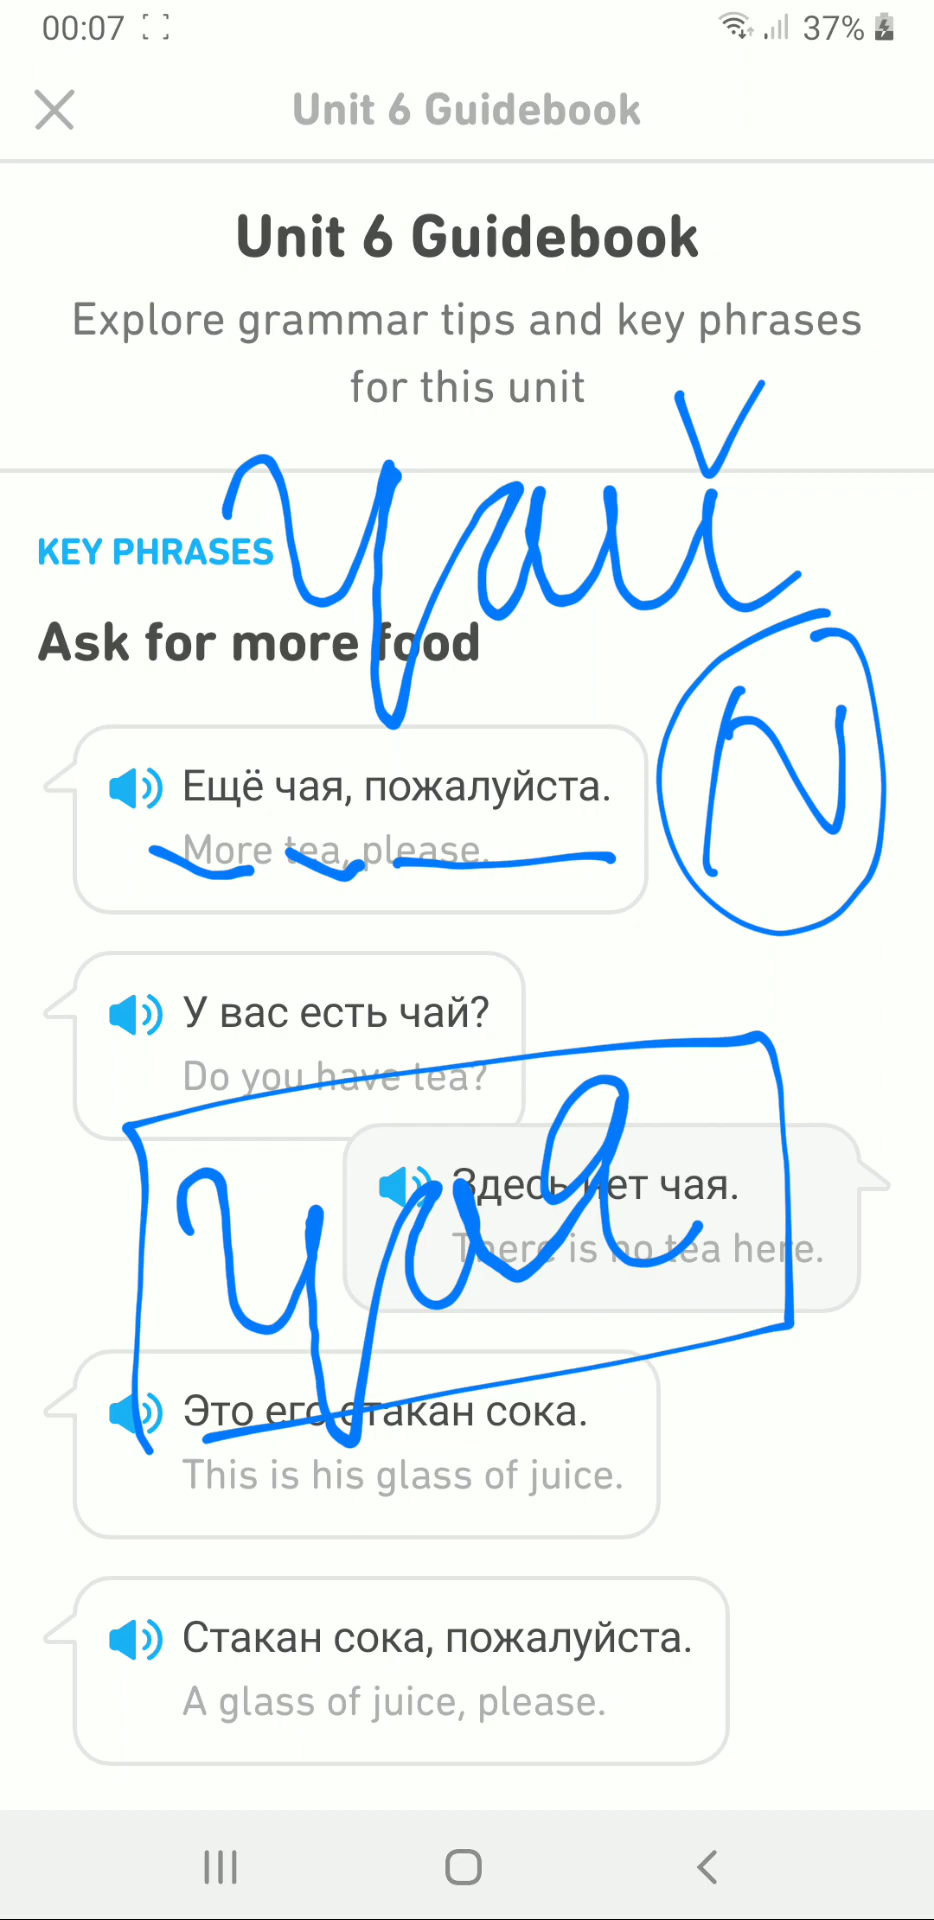 00:07 37%
Unit 6 Guidebook
Unit 6 Guidebook
Explore grammar tips and key phrases
for this unit
чай
KEY PHRASES
Ask for more food
N
Ещё чая, пожалуйста.
More tea, please.
У вас есть чай?
Do you have tea?
чая
Здесь нет чая.
There is no tea here.
Это его стакан сока.
This is his glass of juice.
Стакан сока, пожалуйста.
A glass of juice, please.